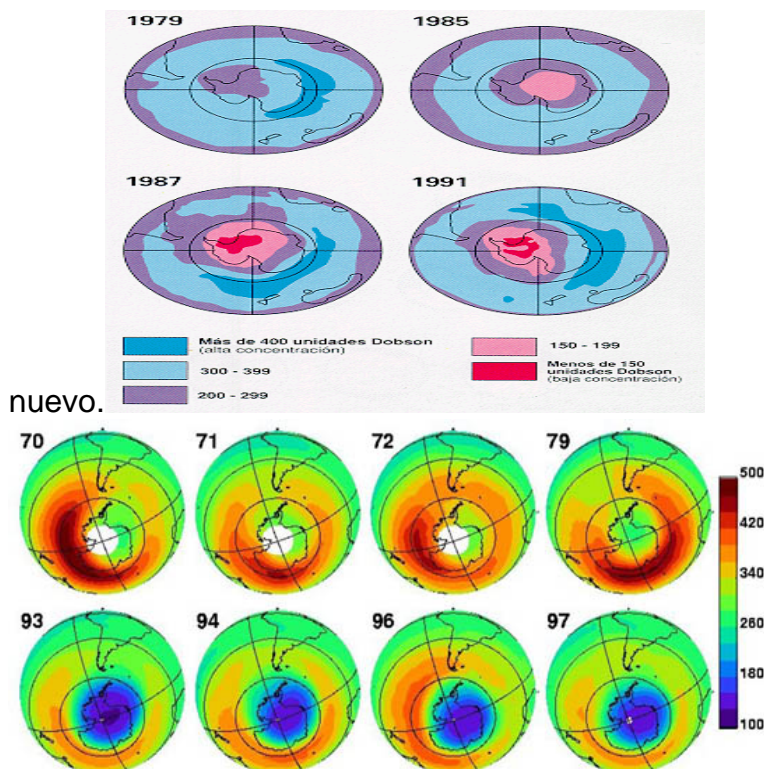 1979 1985
1987 1991
Más de 400 unidades Dobson
(alta concentración)
300 - 399
200 - 299
150 - 199
Menos de 150
unidades Dobson
(baja concentración)
nuevo.
70 71 72 79
93 94 96 97
500
420
340
260
180
100